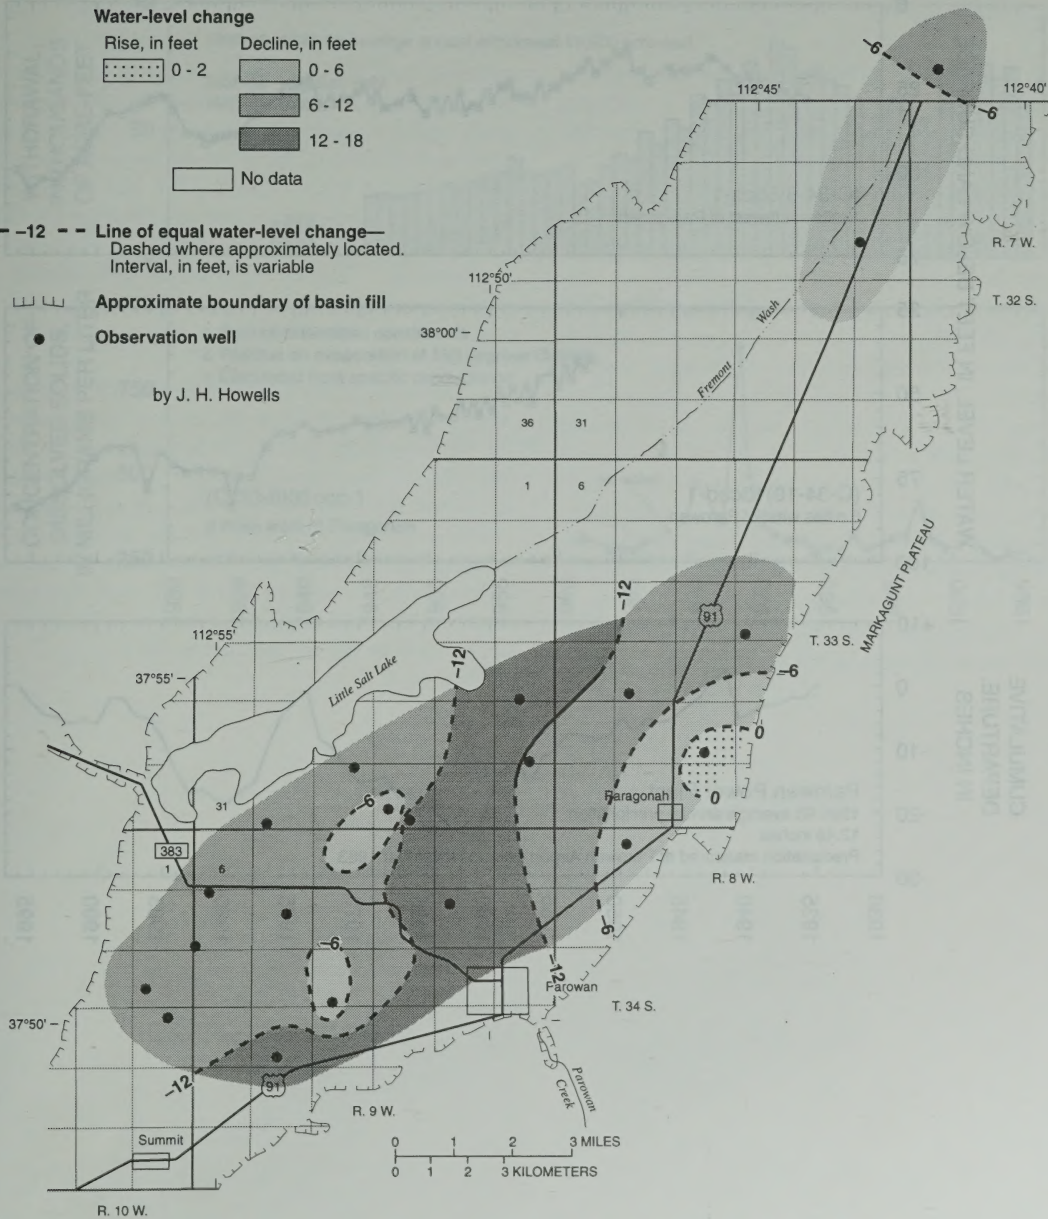 Water-level change
Rise, in feet
Decline, in feet
0 - 2
0 - 6
6 - 12
12 - 18
No data
-12
Line of equal water-level change—
Dashed where approximately located.
Interval, in feet, is variable
Approximate boundary of basin fill
Observation well
by J. H. Howells
-6
112°45'
112°40'
-6
R. 7 W.
112°50'
T. 32 S.
38°00'
Wash
Fremont
36
31
1
6
MARKAGUNT PLATEAU
-12
91
112°55'
T. 33 S.
-12
-6
37°55'
Little Salt Lake
0
-6
Paragonah
0
31
383
1
6
R. 8 W.
-6
-6
-12
Parowan
T. 34 S.
37°50'
-12
91
Parowan
Creek
R. 9 W.
Summit
0 1 2 3 MILES
0 1 2 3 KILOMETERS
R. 10 W.